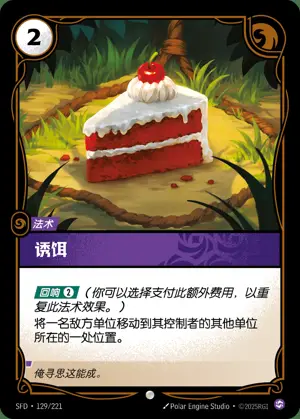 2
法术
诱饵
回响 2 (你可以选择支付此额外费用,以重
复此法术效果。)
将一名敌方单位移动到其控制者的其他单位
所在的一处位置。
俺寻思这能成。
SFD • 129/221
Polar Engine Studio
©2025RGI